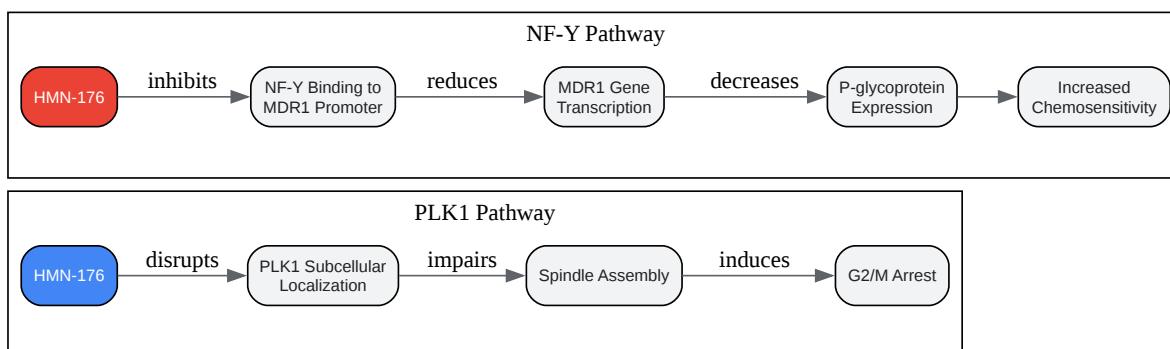 NF-Y Pathway
HMN-176
inhibits
NF-Y Binding to
MDR1 Promoter
reduces
MDR1 Gene
Transcription
decreases
P-glycoprotein
Expression
Increased
Chemosensitivity
PLK1 Pathway
HMN-176
disrupts
PLK1 Subcellular
Localization
impairs
Spindle Assembly
induces
G2/M Arrest